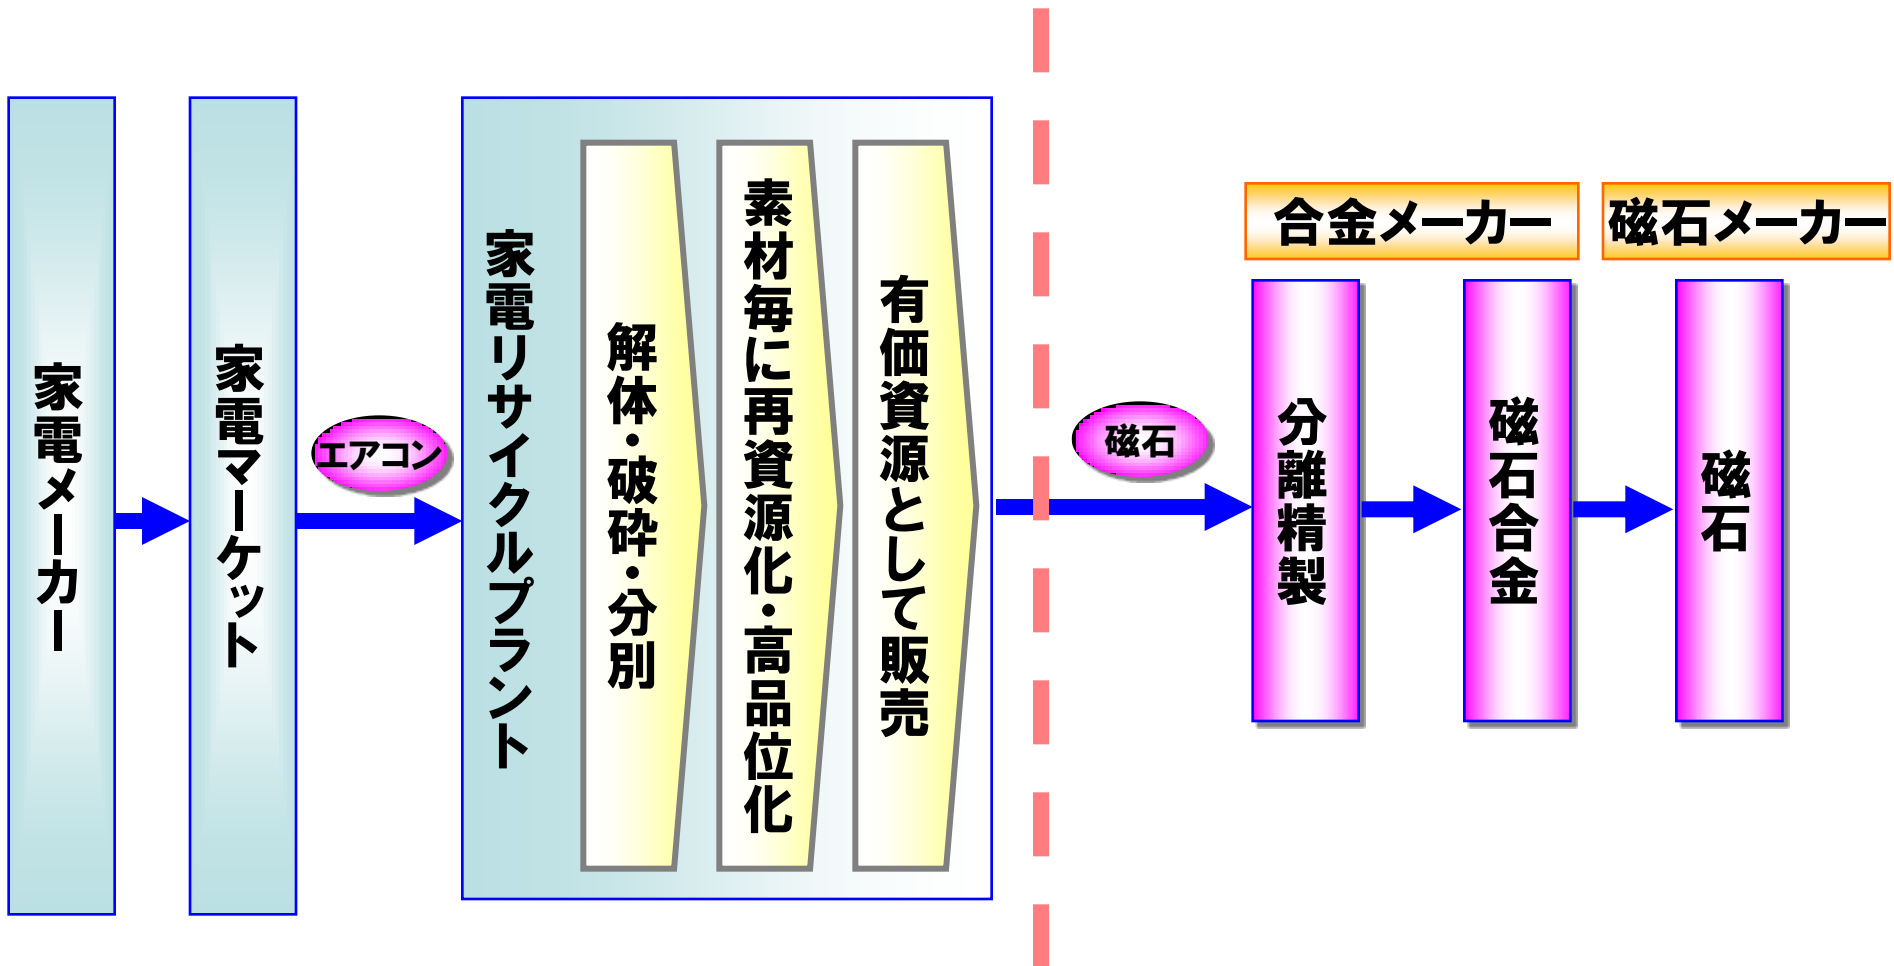 家電メーカー
家電マーケット
エアコン
家電リサイクルプラント
解体・破砕・分別
素材毎に再資源化・高品位化
有価資源として販売
磁石
合金メーカー
分離精製
磁石合金
磁石メーカー
磁石